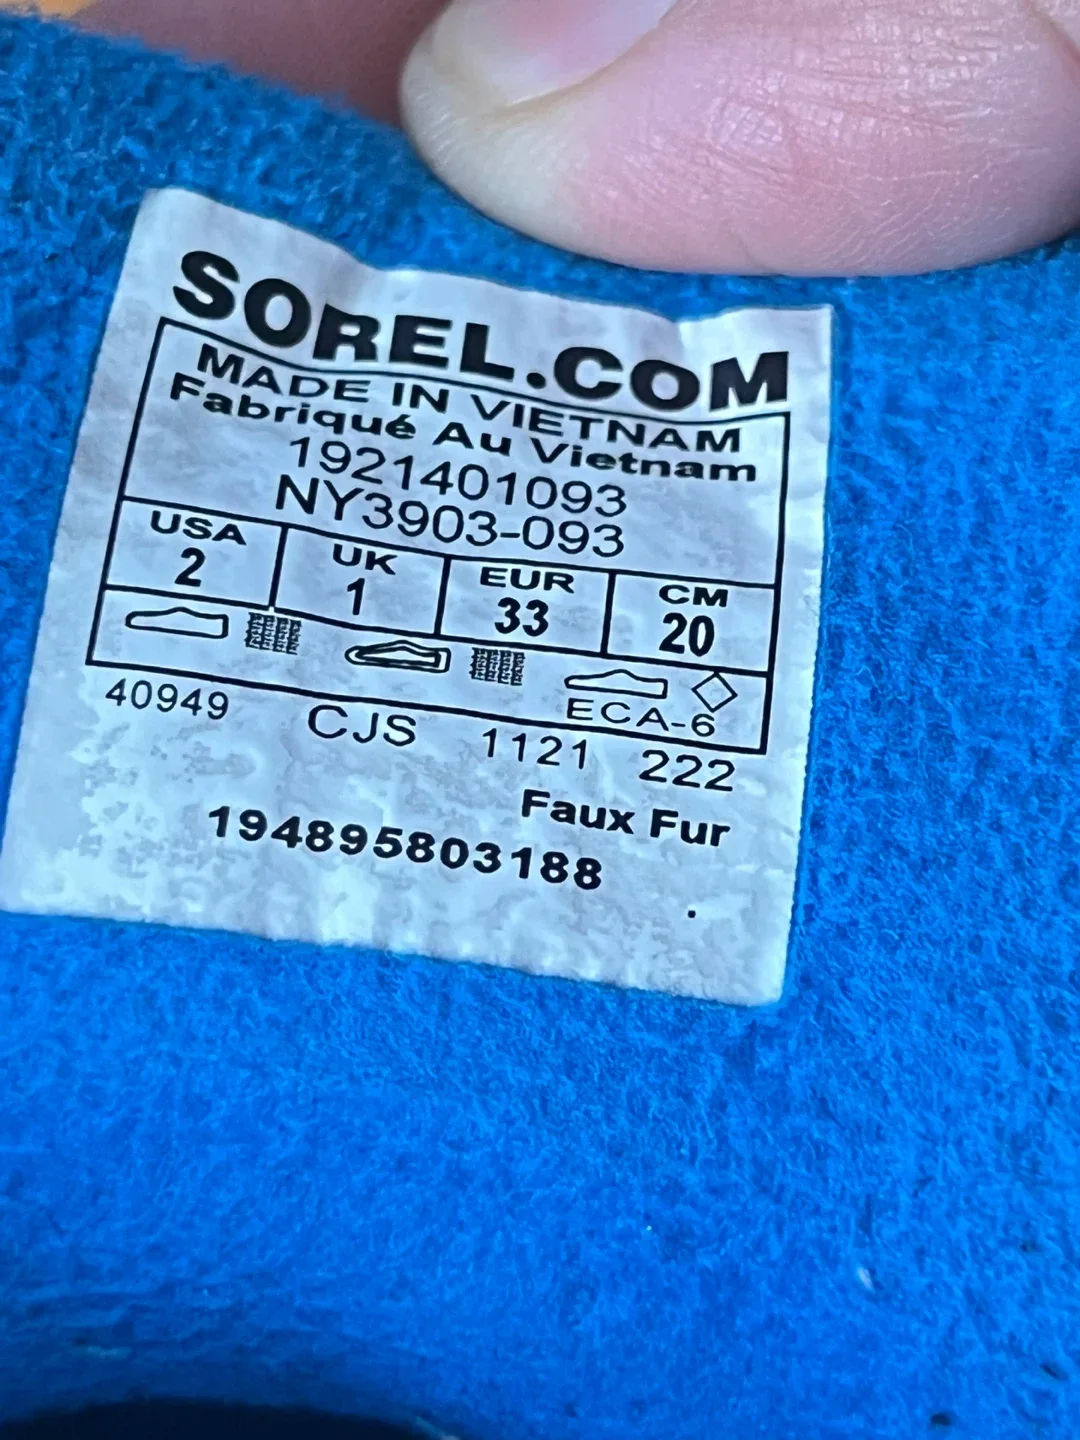 SOREL.COM
MADE IN VIETNAM
Fabriqué Au Vietnam
1921401093
NY3903-093
USA UK EUR CM
2 1 33 20
ECA-6
40949 CJS 1121 222
Faux Fur
194895803188